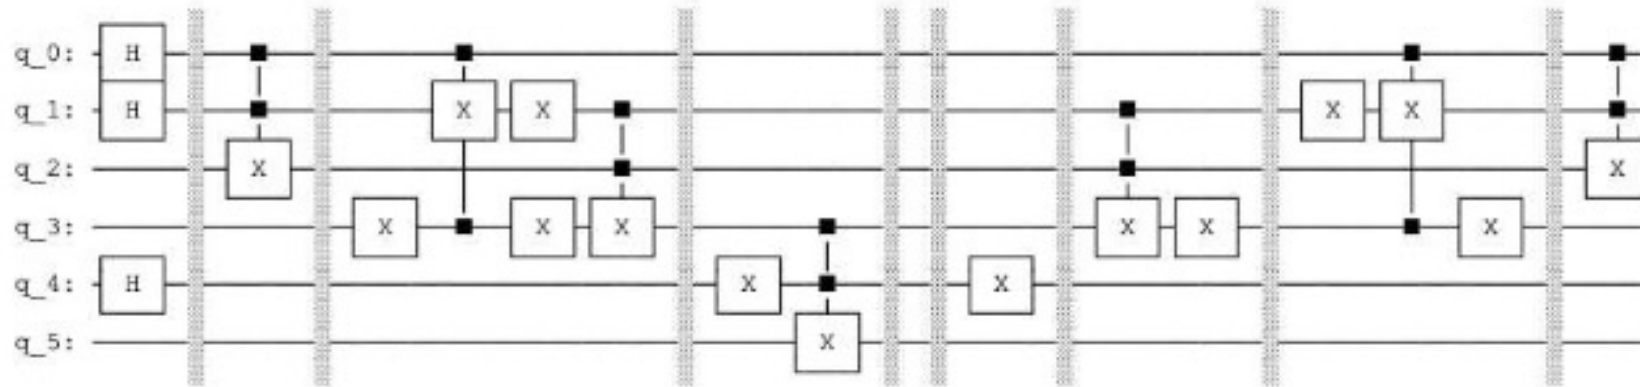 q_0: H
q_1: H X X X X
q_2: X X
q_3: X X X X X X
q_4: H X X
q_5: X